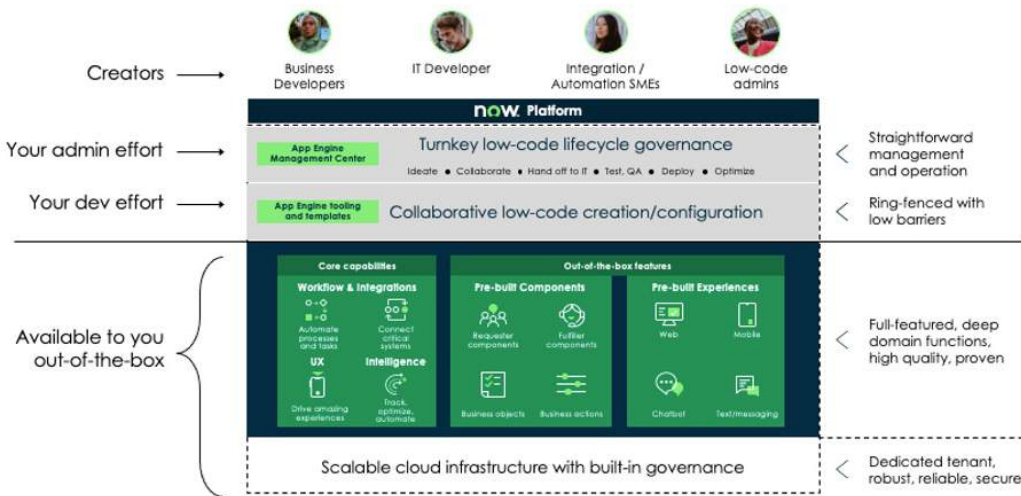 Creators
Business
Developers
IT Developer
Integration /
Automation SMEs
Low-code
admins
now Platform
Your admin effort
App Engine
Management Center
Turnkey low-code lifecycle governance
Ideate • Collaborate • Hand off to IT • Test, QA • Deploy • Optimize
Straightforward
management
and operation
Your dev effort
App Engine tooling
and templates
Collaborative low-code creation/configuration
Ring-fenced with
low barriers
Available to you
out-of-the-box
Core capabilities
Workflow & Integrations
Automate
processes
and tasks
Connect
critical
systems
UX
Intelligence
Drive amazing
experiences
Track,
optimize,
automate
Out-of-the-box features
Pre-built Components
Requester
components
Fulfiller
components
Business objects
Business actions
Pre-built Experiences
Web
Mobile
Chatbot
Text/messaging
Full-featured, deep
domain functions,
high quality, proven
Scalable cloud infrastructure with built-in governance
Dedicated tenant,
robust, reliable, secure